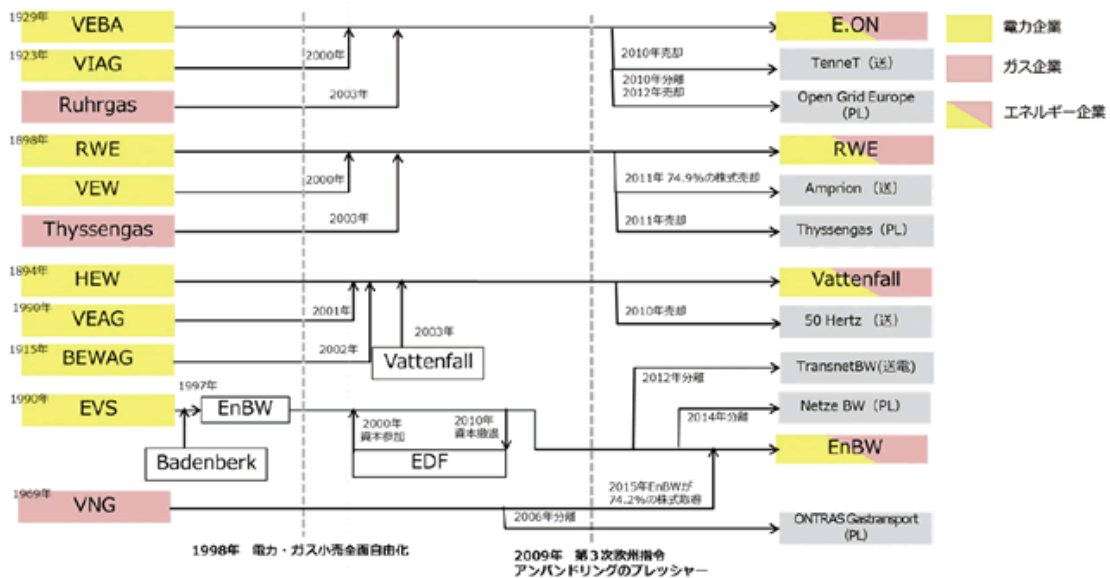 1929年
VEBA
E.ON
電力企業
2010年売却
1923年
VIAG
2000年
TenneT（送）
ガス企業
2010年分離
2012年売却
Ruhrgas
2003年
Open Grid Europe
(PL)
エネルギー企業
1898年
RWE
RWE
VEW
2000年
2011年 74.9%の株式売却
Amprion （送）
Thyssengas
2003年
2011年売却
Thyssengas（PL）
1894年
HEW
Vattenfall
1990年
VEAG
2001年
2010年売却
50 Hertz（送）
2003年
1915年
BEWAG
2002年
Vattenfall
TransnetBW(送電)
2012年分離
1997年
1990年
EVS
EnBW
2000年
資本参加
2010年
資本撤退
2014年分離
Netze BW（PL）
Badenberk
EDF
EnBW
2015年EnBWが
74.2%の株式取得
1969年
VNG
2006年分離
ONTRAS Gastransport
(PL)
1998年 電力・ガス小売全面自由化
2009年 第３次欧州指令
アンバンドリングのプレッシャー